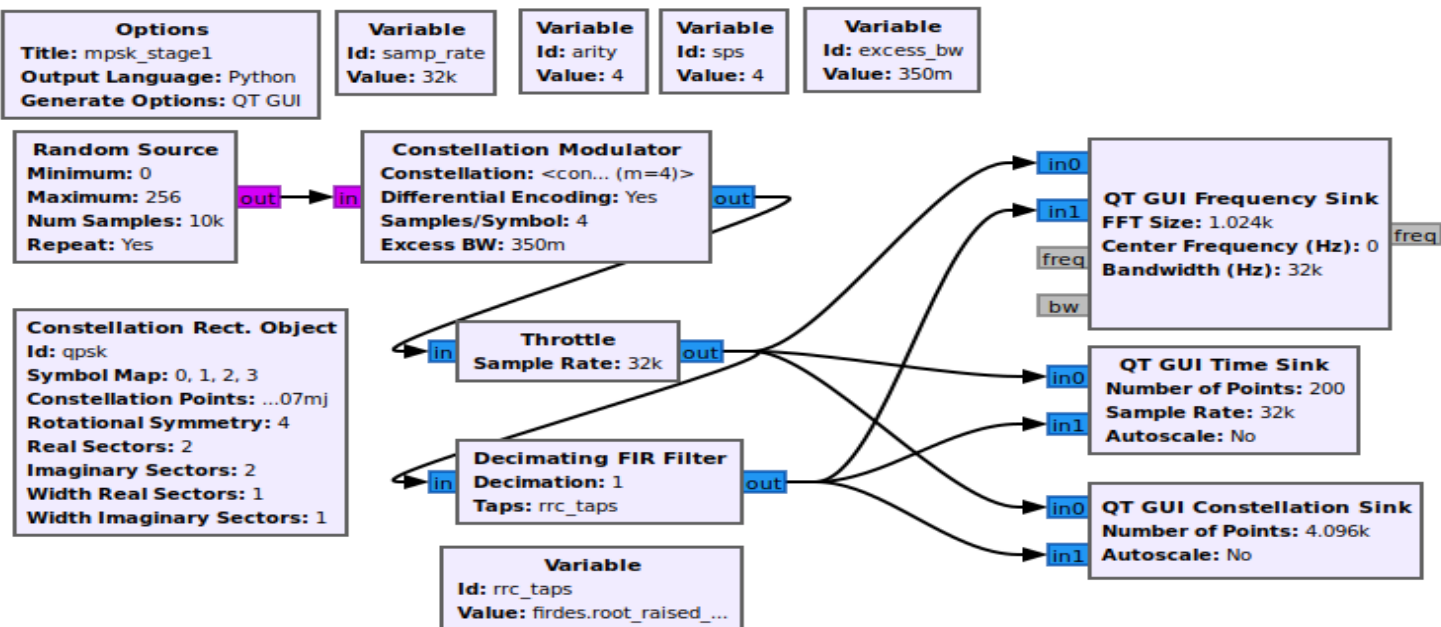 Options
Title: mpsk_stage1
Output Language: Python
Generate Options: QT GUI
Variable
Id: samp_rate
Value: 32k
Variable
Id: arity
Value: 4
Variable
Id: sps
Value: 4
Variable
Id: excess_bw
Value: 350m
Random Source
Minimum: 0
Maximum: 256
Num Samples: 10k
Repeat: Yes
out
in
Constellation Modulator
Constellation: <con... (m=4)>
Differential Encoding: Yes
Samples/Symbol: 4
Excess BW: 350m
out
in0
in1
freq
bw
QT GUI Frequency Sink
FFT Size: 1.024k
Center Frequency (Hz): 0
Bandwidth (Hz): 32k
freq
Constellation Rect. Object
Id: qpsk
Symbol Map: 0, 1, 2, 3
Constellation Points: ...07mj
Rotational Symmetry: 4
Real Sectors: 2
Imaginary Sectors: 2
Width Real Sectors: 1
Width Imaginary Sectors: 1
in
Throttle
Sample Rate: 32k
out
in0
in1
QT GUI Time Sink
Number of Points: 200
Sample Rate: 32k
Autoscale: No
in
Decimating FIR Filter
Decimation: 1
Taps: rrc_taps
out
in0
in1
QT GUI Constellation Sink
Number of Points: 4.096k
Autoscale: No
Variable
Id: rrc_taps
Value: firdes.root_raised_...